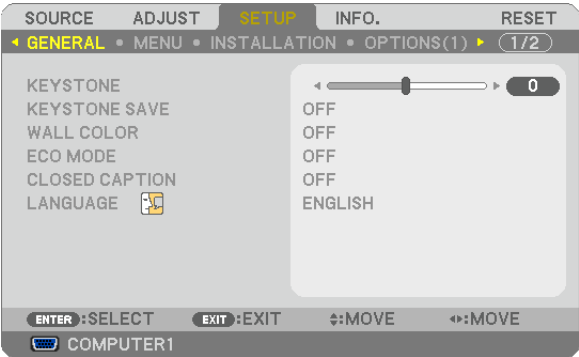 SOURCE ADJUST SETUP INFO. RESET
GENERAL • MENU • INSTALLATION • OPTIONS(1) 1/2
KEYSTONE 0
KEYSTONE SAVE OFF
WALL COLOR OFF
ECO MODE OFF
CLOSED CAPTION OFF
LANGUAGE ENGLISH
ENTER :SELECT EXIT :EXIT :MOVE :MOVE
COMPUTER1